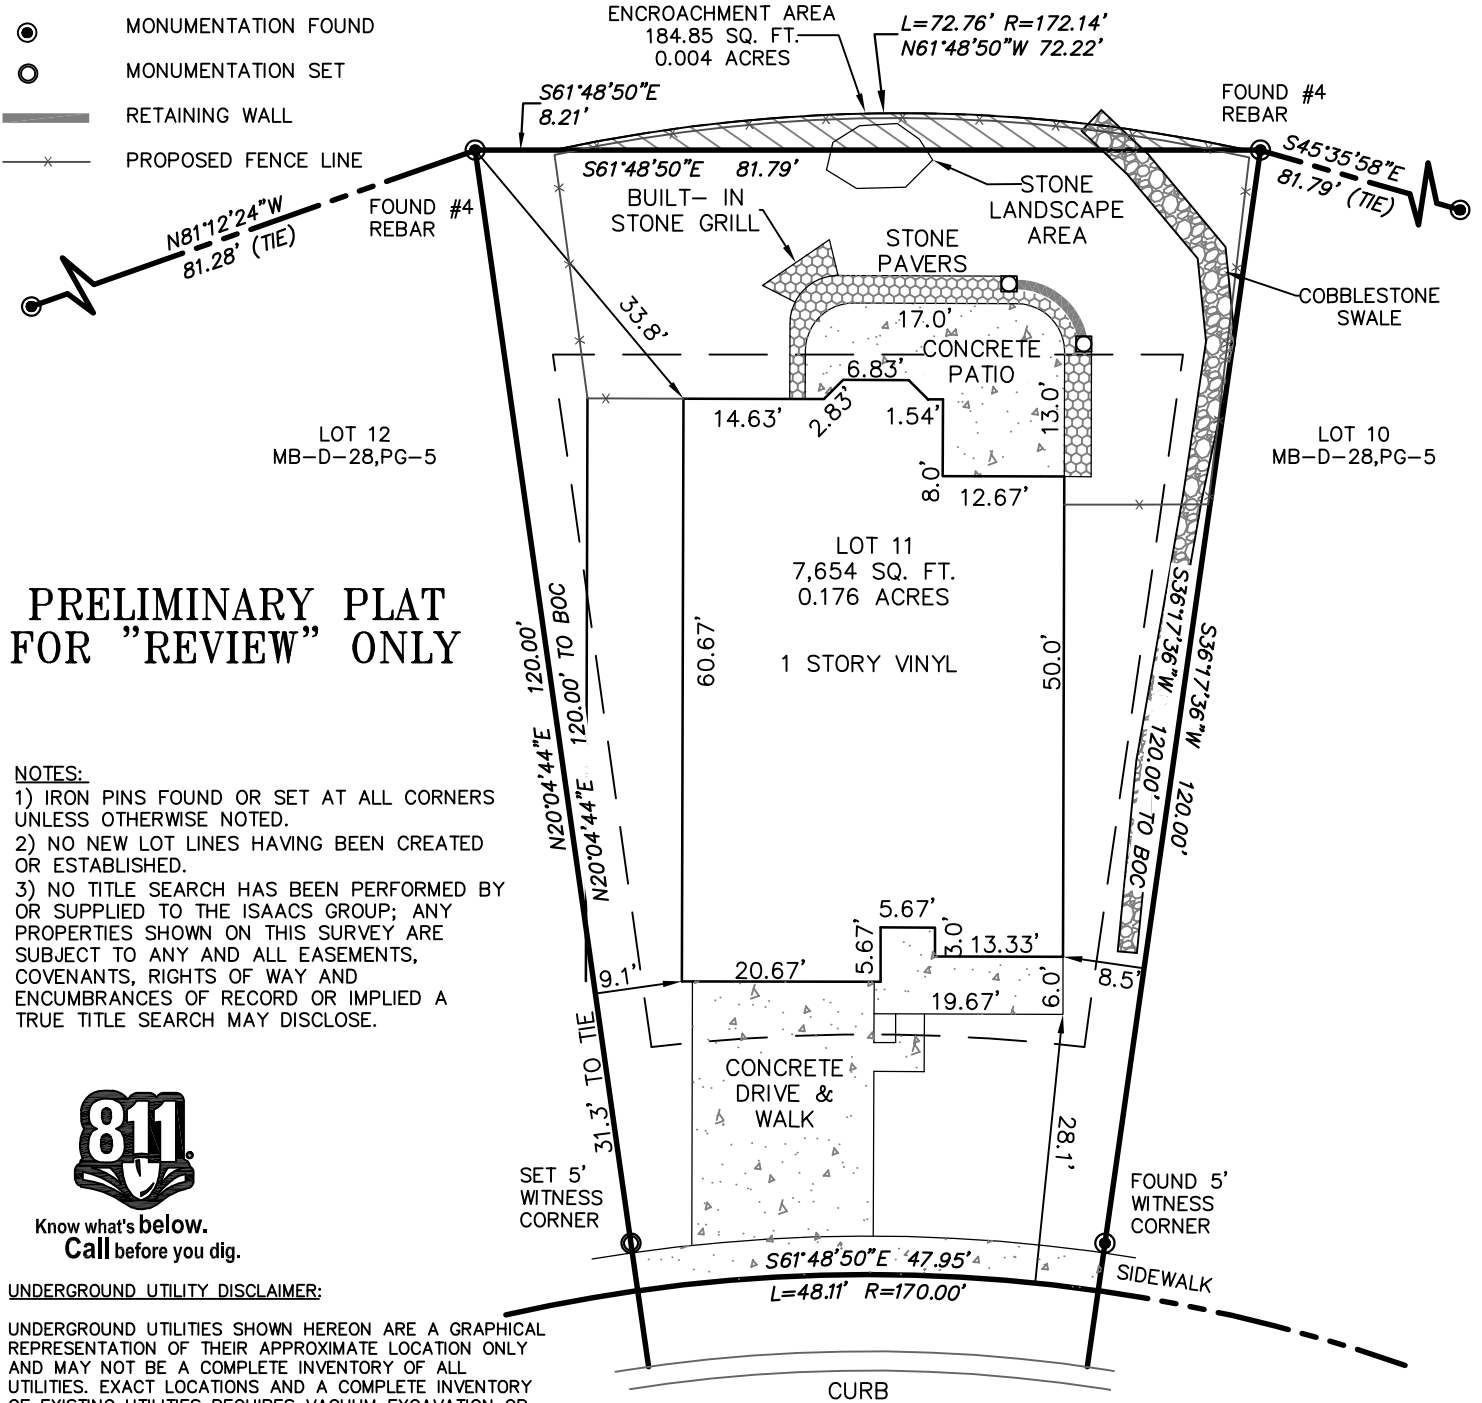 MONUMENTATION FOUND
MONUMENTATION SET
RETAINING WALL
PROPOSED FENCE LINE
ENCROACHMENT AREA
184.85 SQ. FT.
0.004 ACRES
L=72.76' R=172.14'
N61°48'50"W 72.22'
S61°48'50"E
8.21'
FOUND #4
REBAR
S45°35'58"E
81.79' (TIE)
S61°48'50"E 81.79'
N81°12'24"W
81.28' (TIE)
FOUND #4
REBAR
BUILT- IN
STONE GRILL
STONE
LANDSCAPE
AREA
STONE
PAVERS
COBBLESTONE
SWALE
33.8'
17.0'
CONCRETE
PATIO
6.83'
14.63'
2.83'
1.54'
13.0'
8.0'
12.67'
LOT 12
MB-D-28,PG-5
LOT 10
MB-D-28,PG-5
LOT 11
7,654 SQ. FT.
0.176 ACRES
1 STORY VINYL
60.67'
50.0'
PRELIMINARY PLAT
FOR "REVIEW" ONLY
N20°04'44"E 120.00'
N20°04'44"E 120.00' TO BOC
S36°17'36"W 120.00' TO BOC
S36°17'36"W 120.00'
NOTES:
1) IRON PINS FOUND OR SET AT ALL CORNERS
UNLESS OTHERWISE NOTED.
2) NO NEW LOT LINES HAVING BEEN CREATED
OR ESTABLISHED.
3) NO TITLE SEARCH HAS BEEN PERFORMED BY
OR SUPPLIED TO THE ISAACS GROUP; ANY
PROPERTIES SHOWN ON THIS SURVEY ARE
SUBJECT TO ANY AND ALL EASEMENTS,
COVENANTS, RIGHTS OF WAY AND
ENCUMBRANCES OF RECORD OR IMPLIED A
TRUE TITLE SEARCH MAY DISCLOSE.
5.67'
5.67'
3.0'
13.33'
20.67'
9.1'
8.5'
19.67'
6.0'
31.3' TO TIE
CONCRETE
DRIVE &
WALK
28.1'
SET 5'
WITNESS
CORNER
FOUND 5'
WITNESS
CORNER
811
Know what's below.
Call before you dig.
S61°48'50"E 47.95'
L=48.11' R=170.00'
SIDEWALK
CURB
UNDERGROUND UTILITY DISCLAIMER:
UNDERGROUND UTILITIES SHOWN HEREON ARE A GRAPHICAL
REPRESENTATION OF THEIR APPROXIMATE LOCATION ONLY
AND MAY NOT BE A COMPLETE INVENTORY OF ALL
UTILITIES. EXACT LOCATIONS AND A COMPLETE INVENTORY
OF EXISTING UTILITIES REQUIRES VACUUM EXCAVATION OR